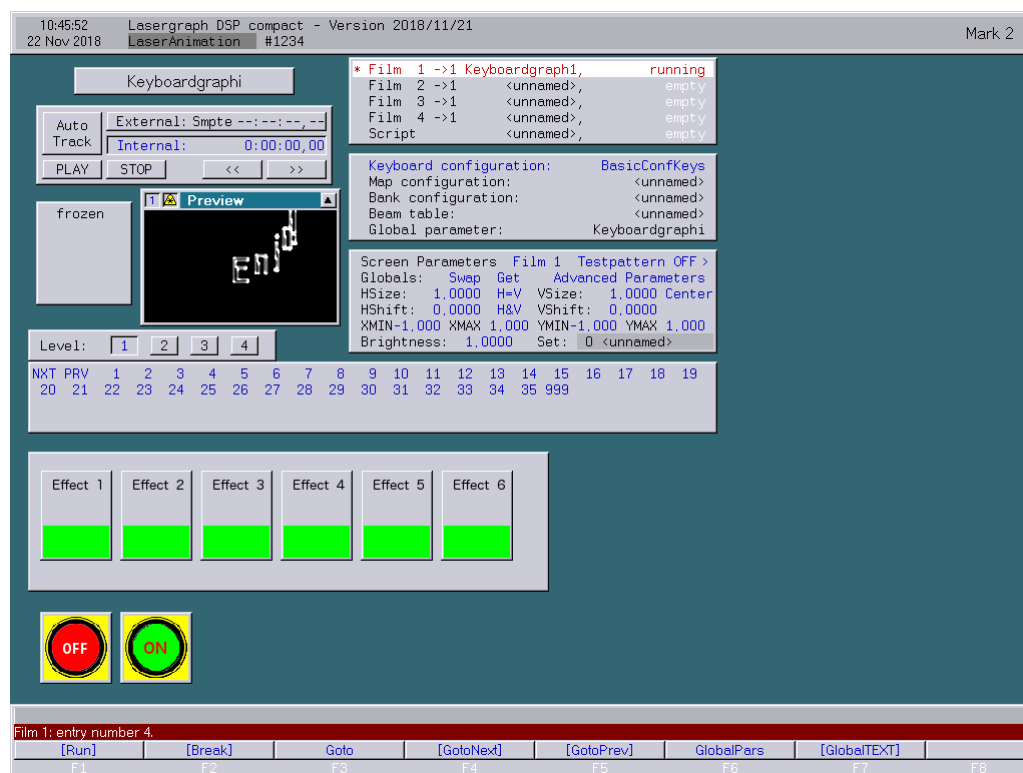 10:45:52 Lasergraph DSP compact - Version 2018/11/21
22 Nov 2018 LaserAnimation #1234
Mark 2
Keyboardgraphi
Auto Track
External: Smpte --:--:--,--
Internal: 0:00:00,00
PLAY STOP << >>
frozen
1 Preview
Enjoy
* Film 1 ->1 Keyboardgraph1, running
Film 2 ->1 <unnamed>, empty
Film 3 ->1 <unnamed>, empty
Film 4 ->1 <unnamed>, empty
Script <unnamed>, empty
Keyboard configuration: BasicConfKeys
Map configuration: <unnamed>
Bank configuration: <unnamed>
Beam table: <unnamed>
Global parameter: Keyboardgraphi
Screen Parameters Film 1 Testpattern OFF >
Globals: Swap Get Advanced Parameters
HSize: 1,0000 H=V VSize: 1,0000 Center
HShift: 0,0000 H&V VShift: 0,0000
XMIN-1,000 XMAX 1,000 YMIN-1,000 YMAX 1,000
Brightness: 1,0000 Set: 0 <unnamed>
Level: 1 2 3 4
NXT PRV 1 2 3 4 5 6 7 8 9 10 11 12 13 14 15 16 17 18 19
20 21 22 23 24 25 26 27 28 29 30 31 32 33 34 35 999
Effect 1 Effect 2 Effect 3 Effect 4 Effect 5 Effect 6
OFF ON
Film 1: entry number 4.
[Run] [Break] Goto [GotoNext] [GotoPrev] GlobalPars [GlobalTEXT]
F1 F2 F3 F4 F5 F6 F7 F8